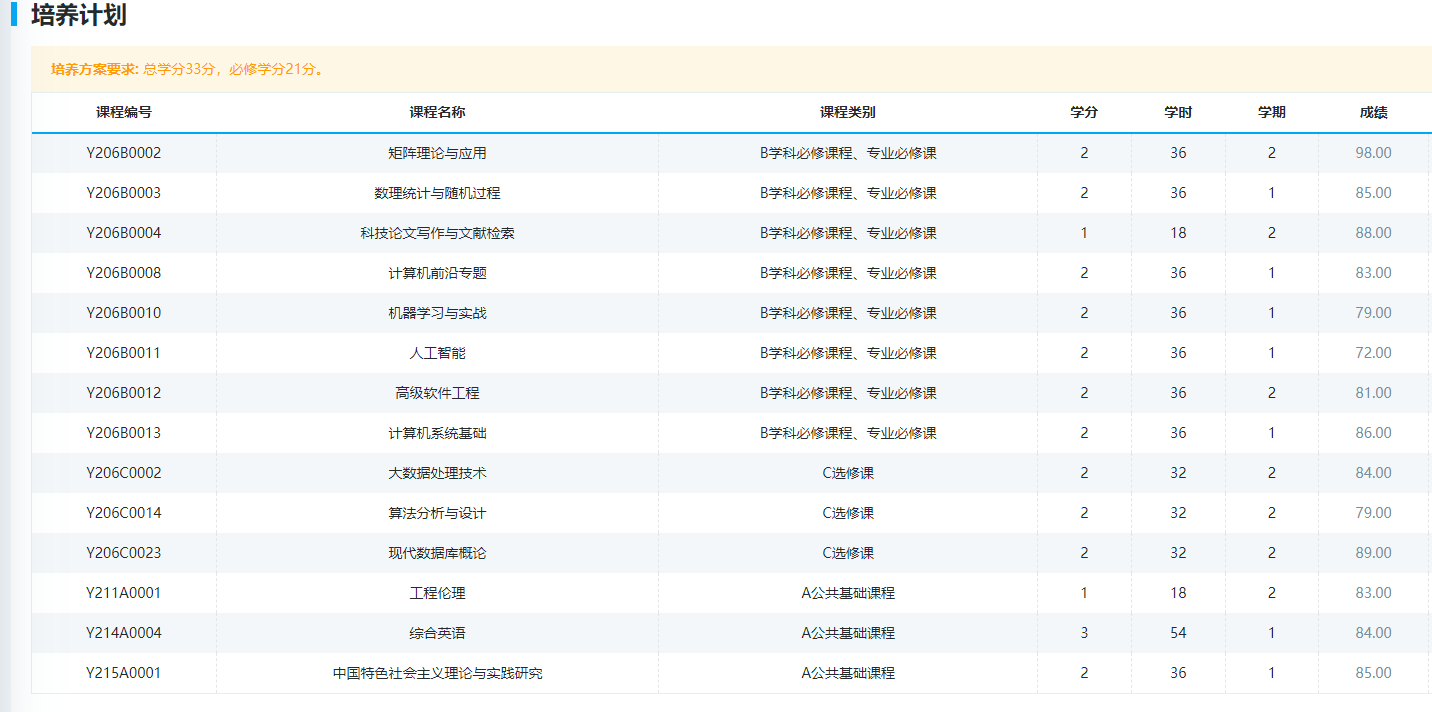 培养计划
培养方案要求: 总学分33分，必修学分21分。
课程编号 课程名称 课程类别 学分 学时 学期 成绩
Y206B0002 矩阵理论与应用 B学科必修课程、专业必修课 2 36 2 98.00
Y206B0003 数理统计与随机过程 B学科必修课程、专业必修课 2 36 1 85.00
Y206B0004 科技论文写作与文献检索 B学科必修课程、专业必修课 1 18 2 88.00
Y206B0008 计算机前沿专题 B学科必修课程、专业必修课 2 36 1 83.00
Y206B0010 机器学习与实战 B学科必修课程、专业必修课 2 36 1 79.00
Y206B0011 人工智能 B学科必修课程、专业必修课 2 36 1 72.00
Y206B0012 高级软件工程 B学科必修课程、专业必修课 2 36 2 81.00
Y206B0013 计算机系统基础 B学科必修课程、专业必修课 2 36 1 86.00
Y206C0002 大数据处理技术 C选修课 2 32 2 84.00
Y206C0014 算法分析与设计 C选修课 2 32 2 79.00
Y206C0023 现代数据库概论 C选修课 2 32 2 89.00
Y211A0001 工程伦理 A公共基础课程 1 18 2 83.00
Y214A0004 综合英语 A公共基础课程 3 54 1 84.00
Y215A0001 中国特色社会主义理论与实践研究 A公共基础课程 2 36 1 85.00